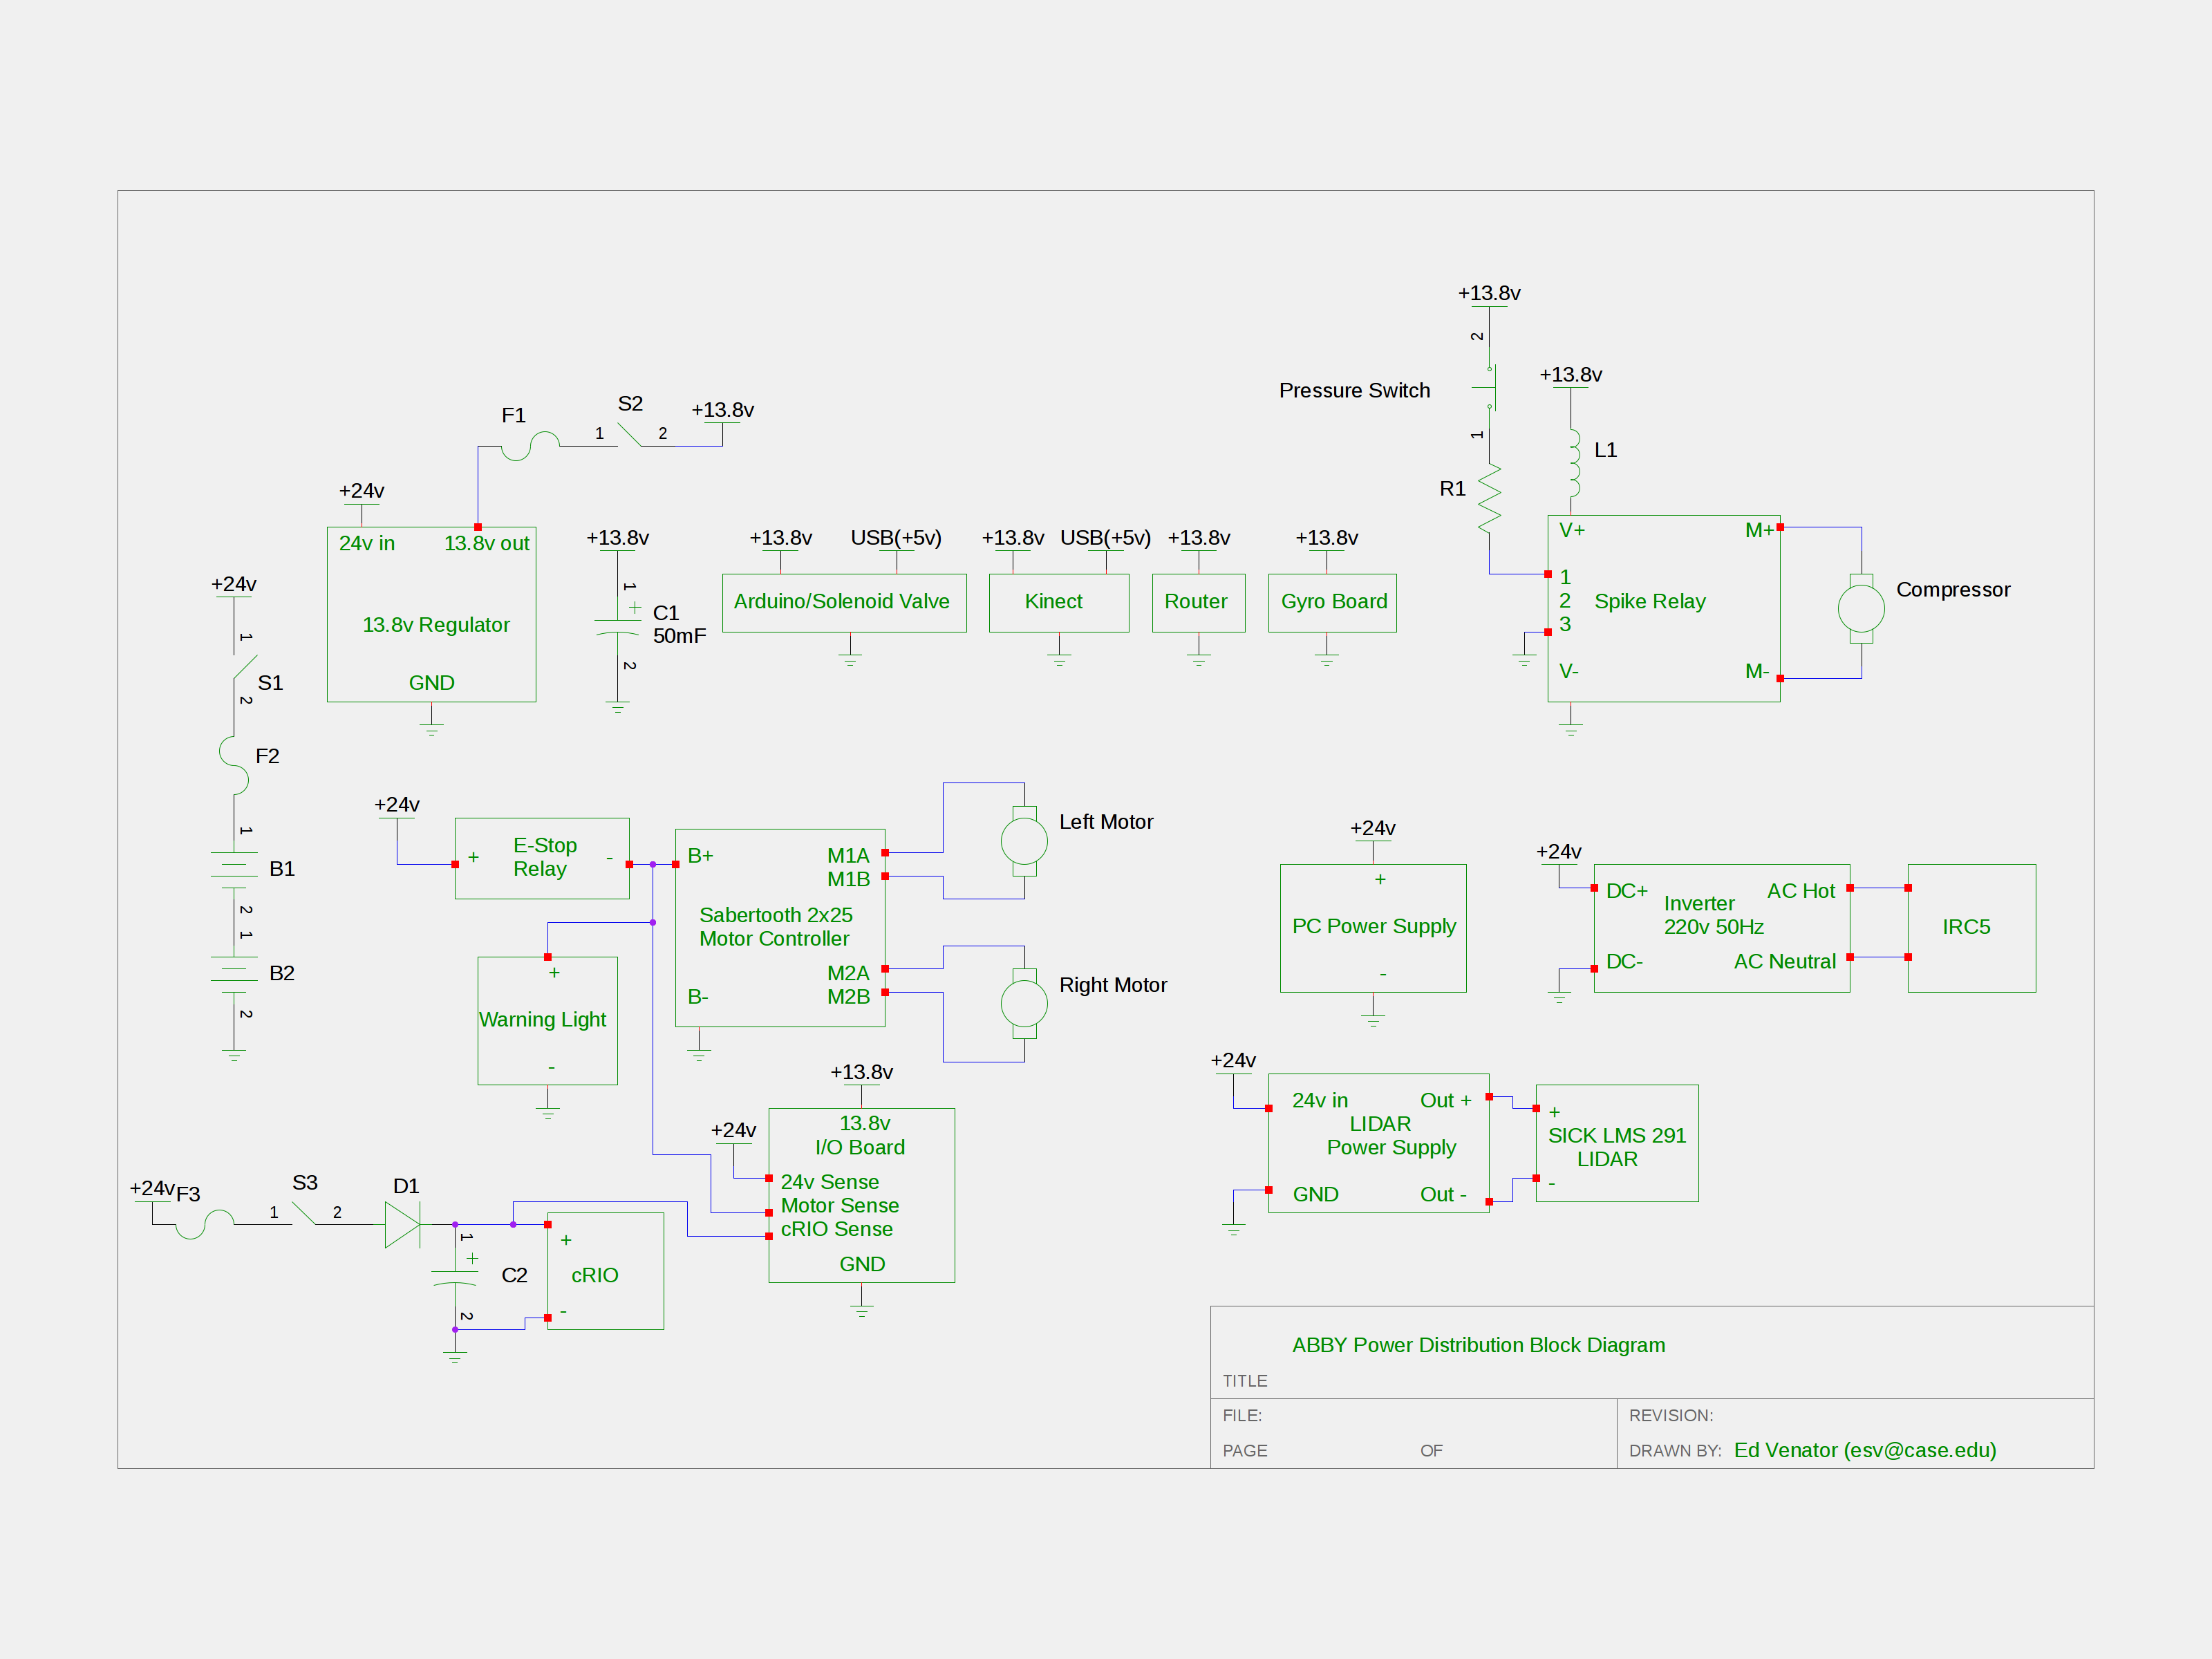 +13.8v
2
Pressure Switch
1
R1
+13.8v
L1
V+
M+
1
2
3
Spike Relay
V-
M-
Compressor
F1
S2
1
2
+13.8v
+24v
24v in
13.8v out
13.8v Regulator
GND
+13.8v
1
+
C1
50mF
2
+13.8v
USB(+5v)
Arduino/Solenoid Valve
+13.8v
USB(+5v)
Kinect
+13.8v
Router
+13.8v
Gyro Board
+24v
1
S1
2
F2
1
B1
2
1
B2
2
+24v
+
E-Stop
Relay
-
B+
M1A
M1B
Sabertooth 2x25
Motor Controller
M2A
M2B
B-
Left Motor
Right Motor
+
Warning Light
-
+24v
+
PC Power Supply
-
+24v
DC+
AC Hot
Inverter
220v 50Hz
DC-
AC Neutral
IRC5
+13.8v
13.8v
I/O Board
+24v
24v Sense
Motor Sense
cRIO Sense
GND
+24v
24v in
Out +
LIDAR
Power Supply
GND
Out -
+
SICK LMS 291
LIDAR
-
+24v
F3
S3
1
2
D1
1
+
C2
2
+
cRIO
-
ABBY Power Distribution Block Diagram
TITLE
FILE:
REVISION:
PAGE
OF
DRAWN BY: Ed Venator (esv@case.edu)